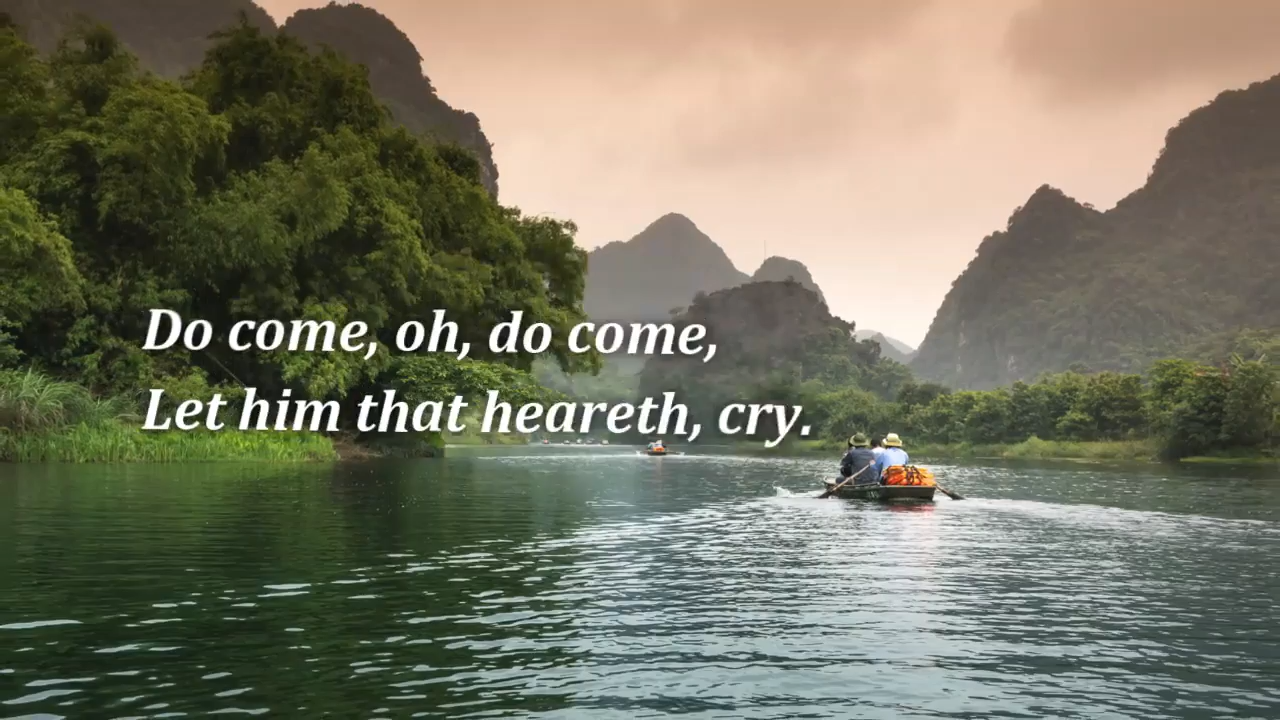 Do come, oh, do come,
Let him that heareth, cry.